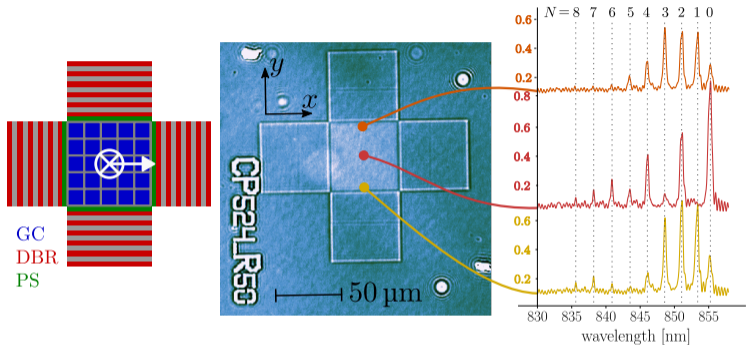 GC
DBR
PS
y
x
CP524LR50
50 µm
N = 8 7 6 5 4 3 2 1 0
0.6
0.4
0.2
0.8
0.6
0.4
0.2
0.6
0.4
0.2
830 835 840 845 850 855
wavelength [nm]